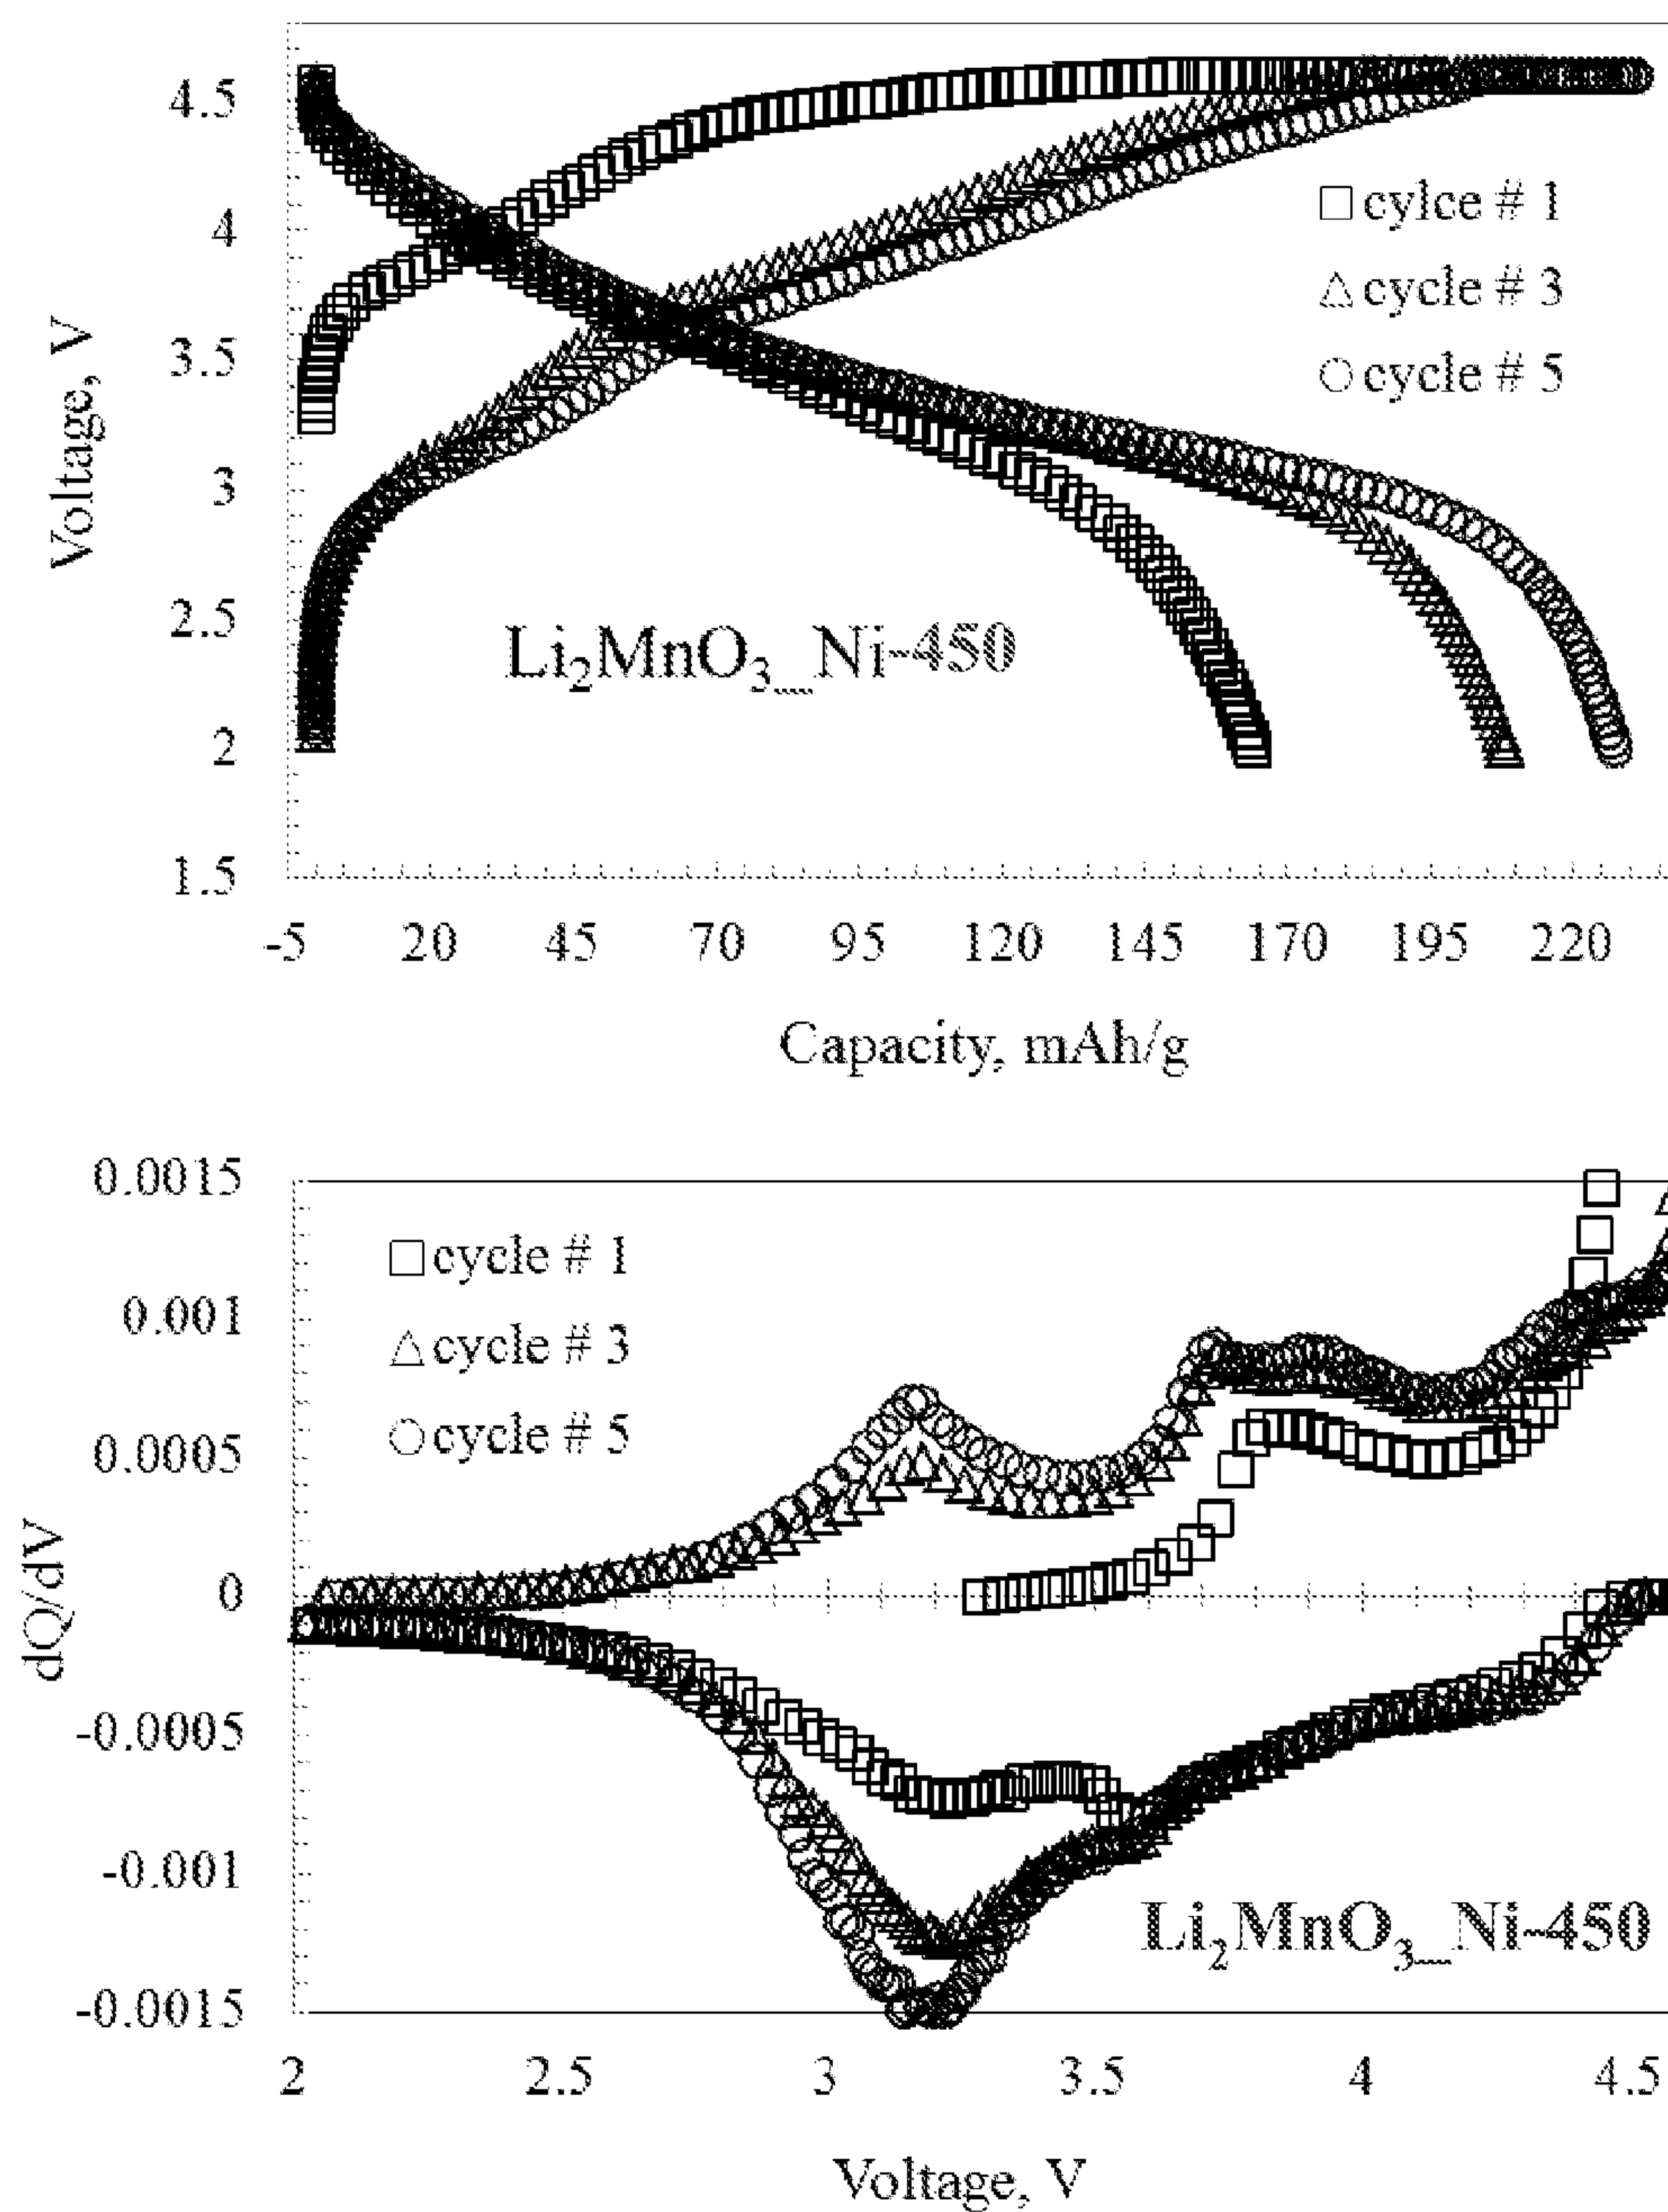 4.5
4
3.5
3
2.5
2
1.5
Voltage, V
□ cylce # 1
△ cycle # 3
○ cycle # 5
Li₂MnO₃_Ni-450
-5 20 45 70 95 120 145 170 195 220
Capacity, mAh/g
0.0015
0.001
0.0005
0
-0.0005
-0.001
-0.0015
dQ/dV
□ cycle # 1
△ cycle # 3
○ cycle # 5
Li₂MnO₃_Ni-450
2 2.5 3 3.5 4 4.5
Voltage, V